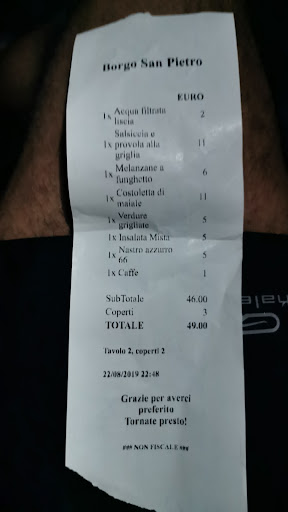 Borgo San Pietro
EURO
1x Acqua filtrata 2
liscia
Salsiccia e
1x provola alla 11
griglia
1x Melanzane a 6
funghetto
1x Costoletta di 11
maiale
1x Verdure 5
grigliate
1x Insalata Mista 5
1x Nastro azzurro 5
66
1x Caffe 1
SubTotale 46.00
Coperti 3
TOTALE 49.00
Tavolo 2, coperti 2
22/08/2019 22:48
Grazie per averci
preferito
Tornate presto!
NON FISCALE